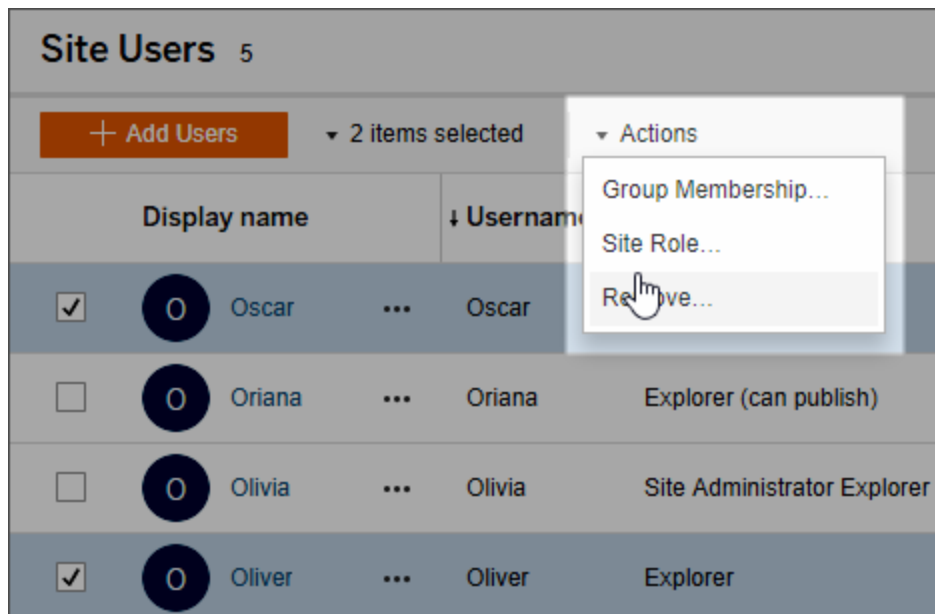 Site Users 5
+ Add Users 2 items selected Actions
Group Membership...
Display name ↓ Username
Site Role...
O Oscar ••• Oscar
Remove...
O Oriana ••• Oriana Explorer (can publish)
O Olivia ••• Olivia Site Administrator Explorer
O Oliver ••• Oliver Explorer